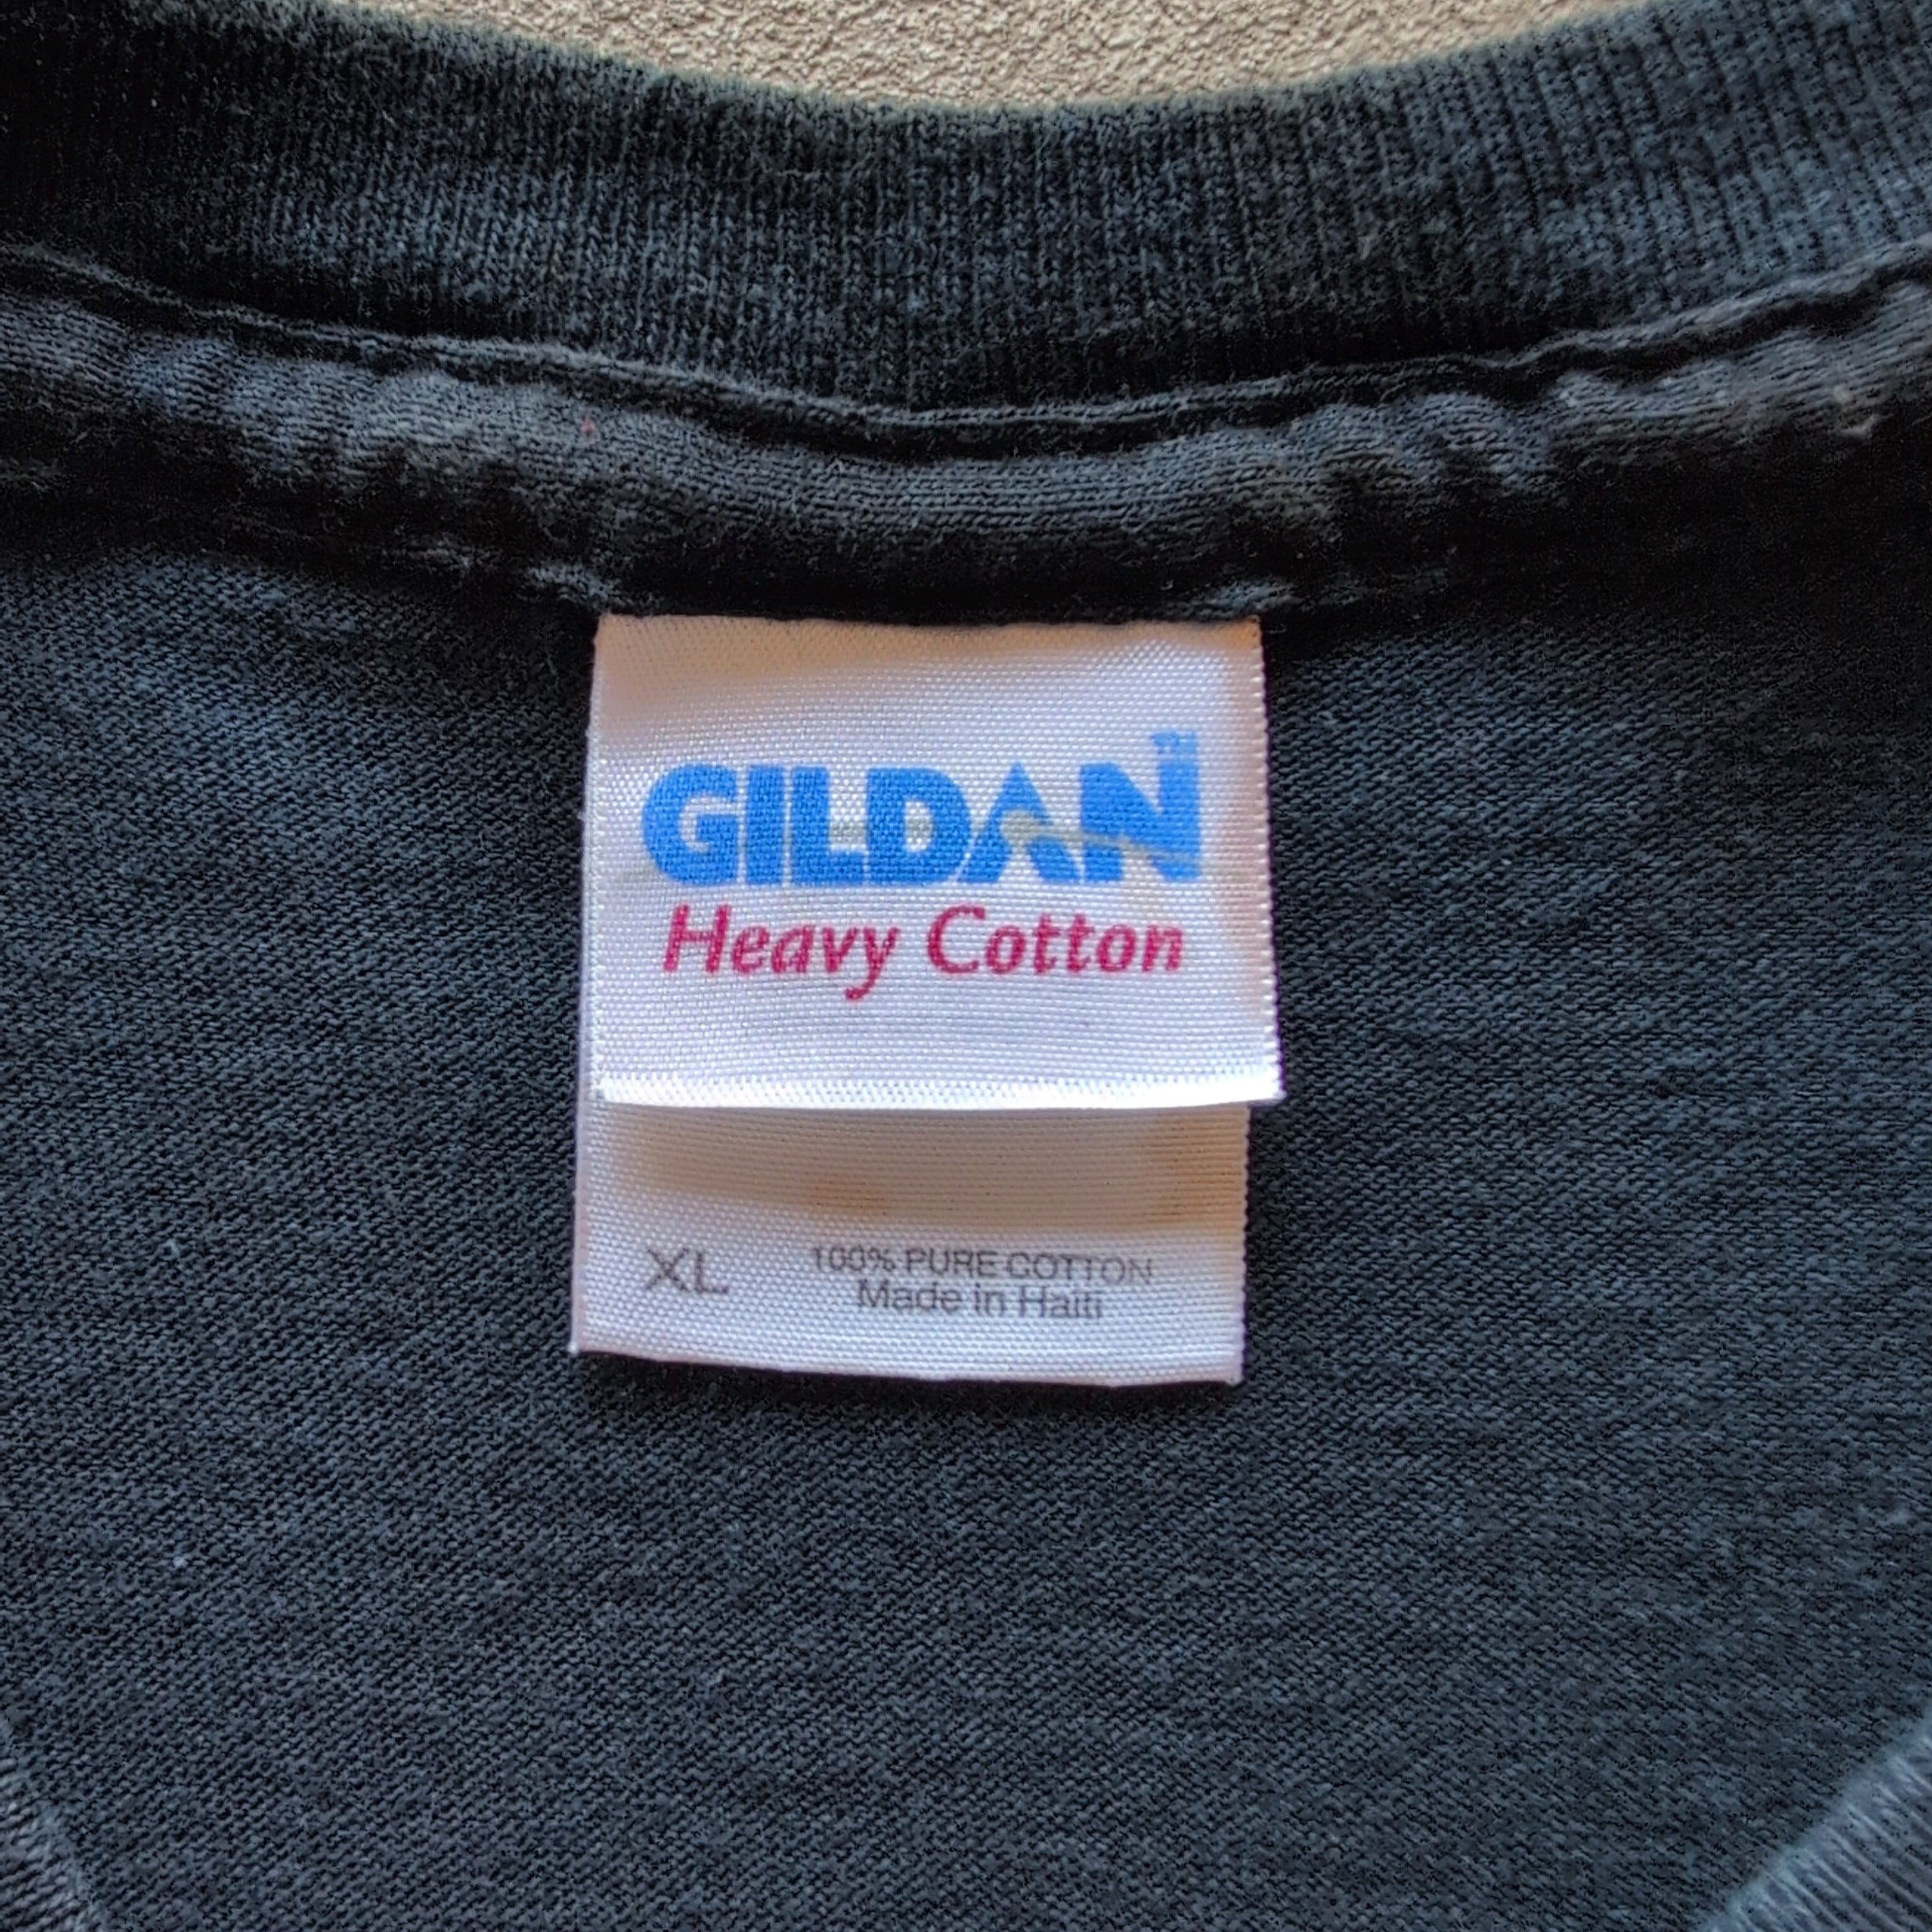 GILDAN™
Heavy Cotton
XL 100% PURE COTTON
Made in Haiti